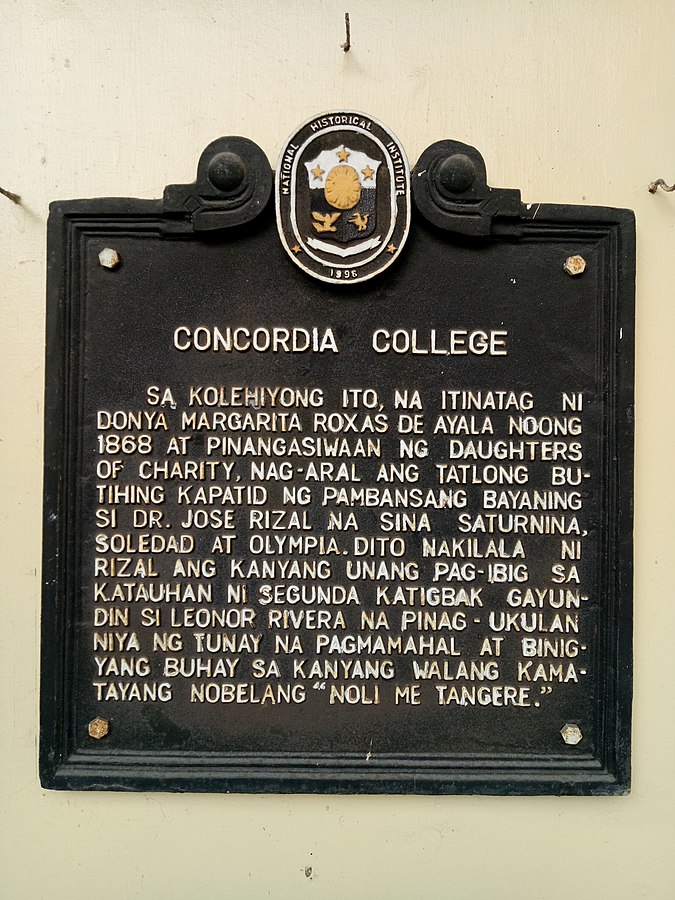 NATIONAL HISTORICAL INSTITUTE
1996
CONCORDIA COLLEGE
SA KOLEHIYONG ITO, NA ITINATAG NI
DONYA MARGARITA ROXAS DE AYALA NOONG
1868 AT PINANGASIWAAN NG DAUGHTERS
OF CHARITY, NAG-ARAL ANG TATLONG BU-
TIHING KAPATID NG PAMBANSANG BAYANING
SI DR. JOSE RIZAL NA SINA SATURNINA,
SOLEDAD AT OLYMPIA. DITO NAKILALA NI
RIZAL ANG KANYANG UNANG PAG-IBIG SA
KATAUHAN NI SEGUNDA KATIGBAK GAYUN-
DIN SI LEONOR RIVERA NA PINAG-UKULAN
NIYA NG TUNAY NA PAGMAMAHAL AT BINIG-
YANG BUHAY SA KANYANG WALANG KAMA-
TAYANG NOBELANG "NOLI ME TANGERE."